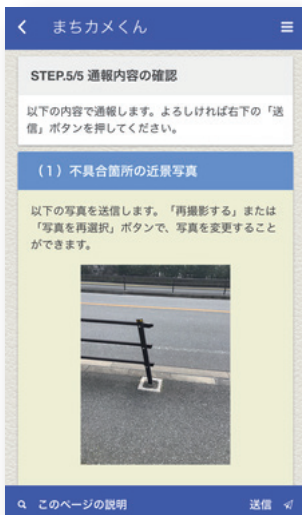 まちカメくん
STEP.5/5 通報内容の確認
以下の内容で通報します。よろしければ右下の「送
信」ボタンを押してください。
（1）不具合箇所の近景写真
以下の写真を送信します。「再撮影する」または
「写真を再選択」ボタンで、写真を変更すること
ができます。
このページの説明
送信